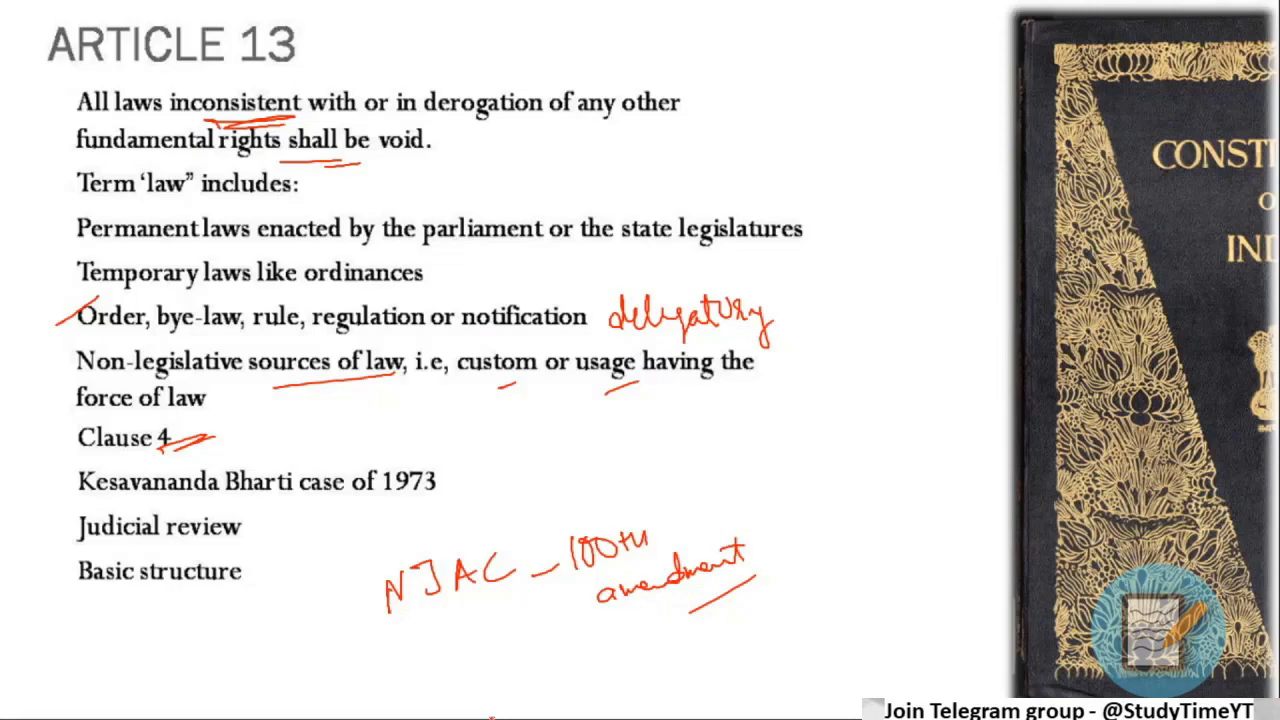 ARTICLE 13
All laws inconsistent with or in derogation of any other
fundamental rights shall be void.
Term ‘law” includes:
Permanent laws enacted by the parliament or the state legislatures
Temporary laws like ordinances
Order, bye-law, rule, regulation or notification delegatory
Non-legislative sources of law, i.e, custom or usage having the
force of law
Clause 4
Kesavananda Bharti case of 1973
Judicial review
Basic structure
NJAC - 100th
amendment
CONSTI
O
IND
Join Telegram group - @StudyTimeYT